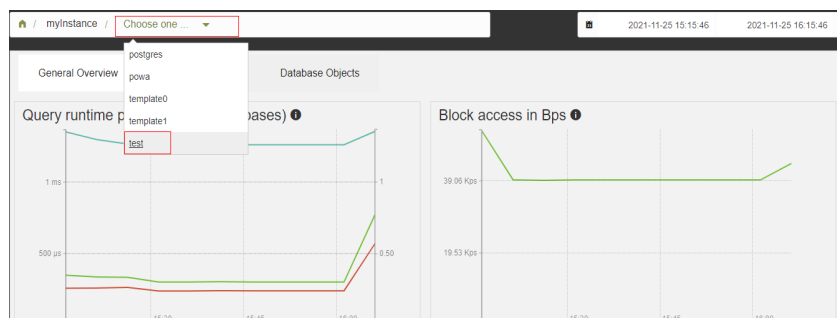 / myInstance / Choose one ...
2021-11-25 15:15:46 2021-11-25 16:15:46
postgres
powa
template0
template1
test
General Overview
Database Objects
Query runtime p bases)
1 ms
1
500 µs
0.50
Block access in Bps
39.06 Kps
19.53 Kps